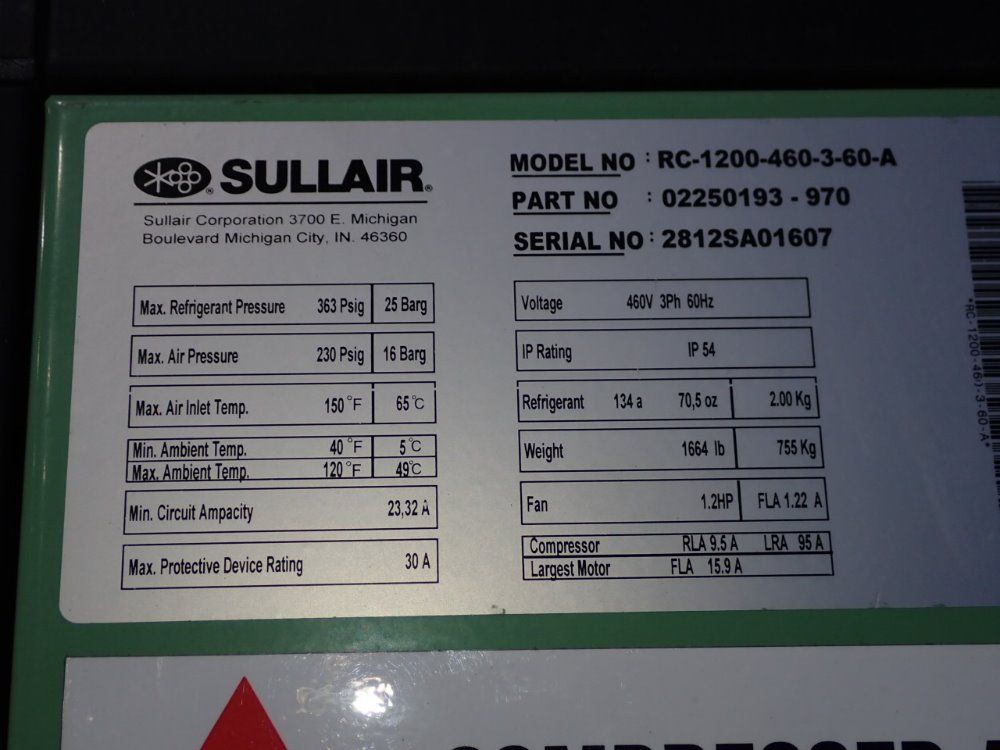 SULLAIR®
Sullair Corporation 3700 E. Michigan
Boulevard Michigan City, IN. 46360
MODEL NO : RC-1200-460-3-60-A
PART NO : 02250193 - 970
SERIAL NO : 2812SA01607
Max. Refrigerant Pressure 363 Psig 25 Barg
Max. Air Pressure 230 Psig 16 Barg
Max. Air Inlet Temp. 150 °F 65 °C
Min. Ambient Temp. 40 °F 5 °C
Max. Ambient Temp. 120 °F 49°C
Min. Circuit Ampacity 23,32 A
Max. Protective Device Rating 30 A
Voltage 460V 3Ph 60Hz
IP Rating IP 54
Refrigerant 134 a 70,5 oz 2.00 Kg
Weight 1664 lb 755 Kg
Fan 1.2HP FLA 1.22 A
Compressor RLA 9.5 A LRA 95 A
Largest Motor FLA 15.9 A
*RC-1200-460-3-60-A*